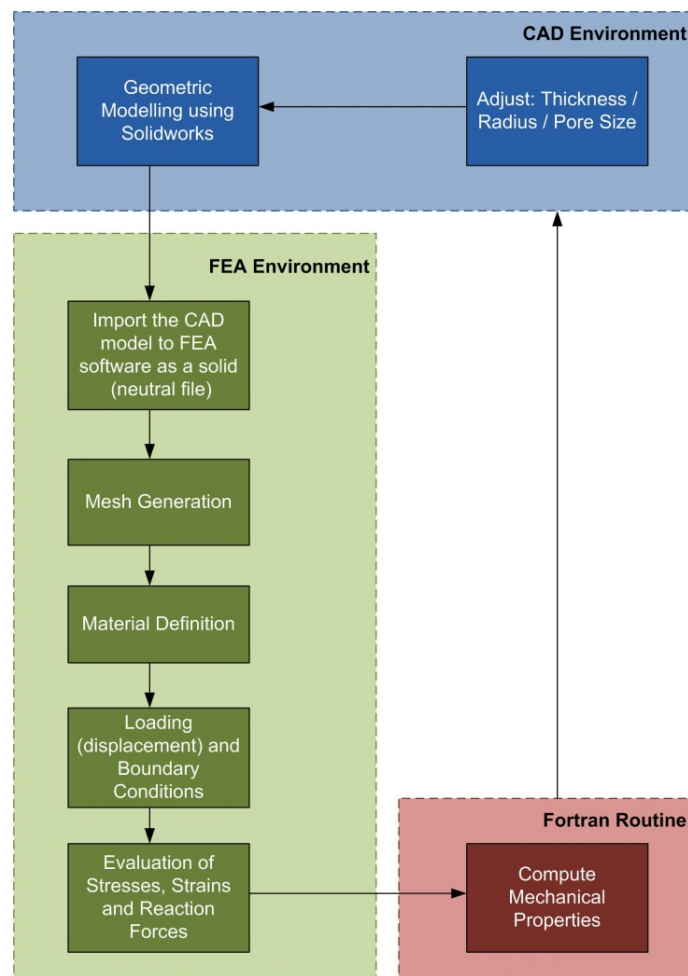 CAD Environment
Geometric
Modelling using
Solidworks
Adjust: Thickness /
Radius / Pore Size
FEA Environment
Import the CAD
model to FEA
software as a solid
(neutral file)
Mesh Generation
Material Definition
Loading
(displacement) and
Boundary
Conditions
Evaluation of
Stresses, Strains
and Reaction
Forces
Fortran Routine
Compute
Mechanical
Properties